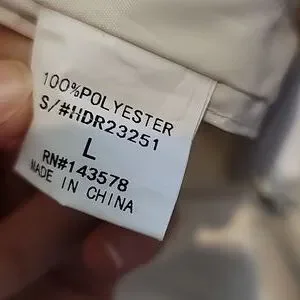 100%POLYESTER
S/#HDR23251
L
RN#143578
MADE IN CHINA